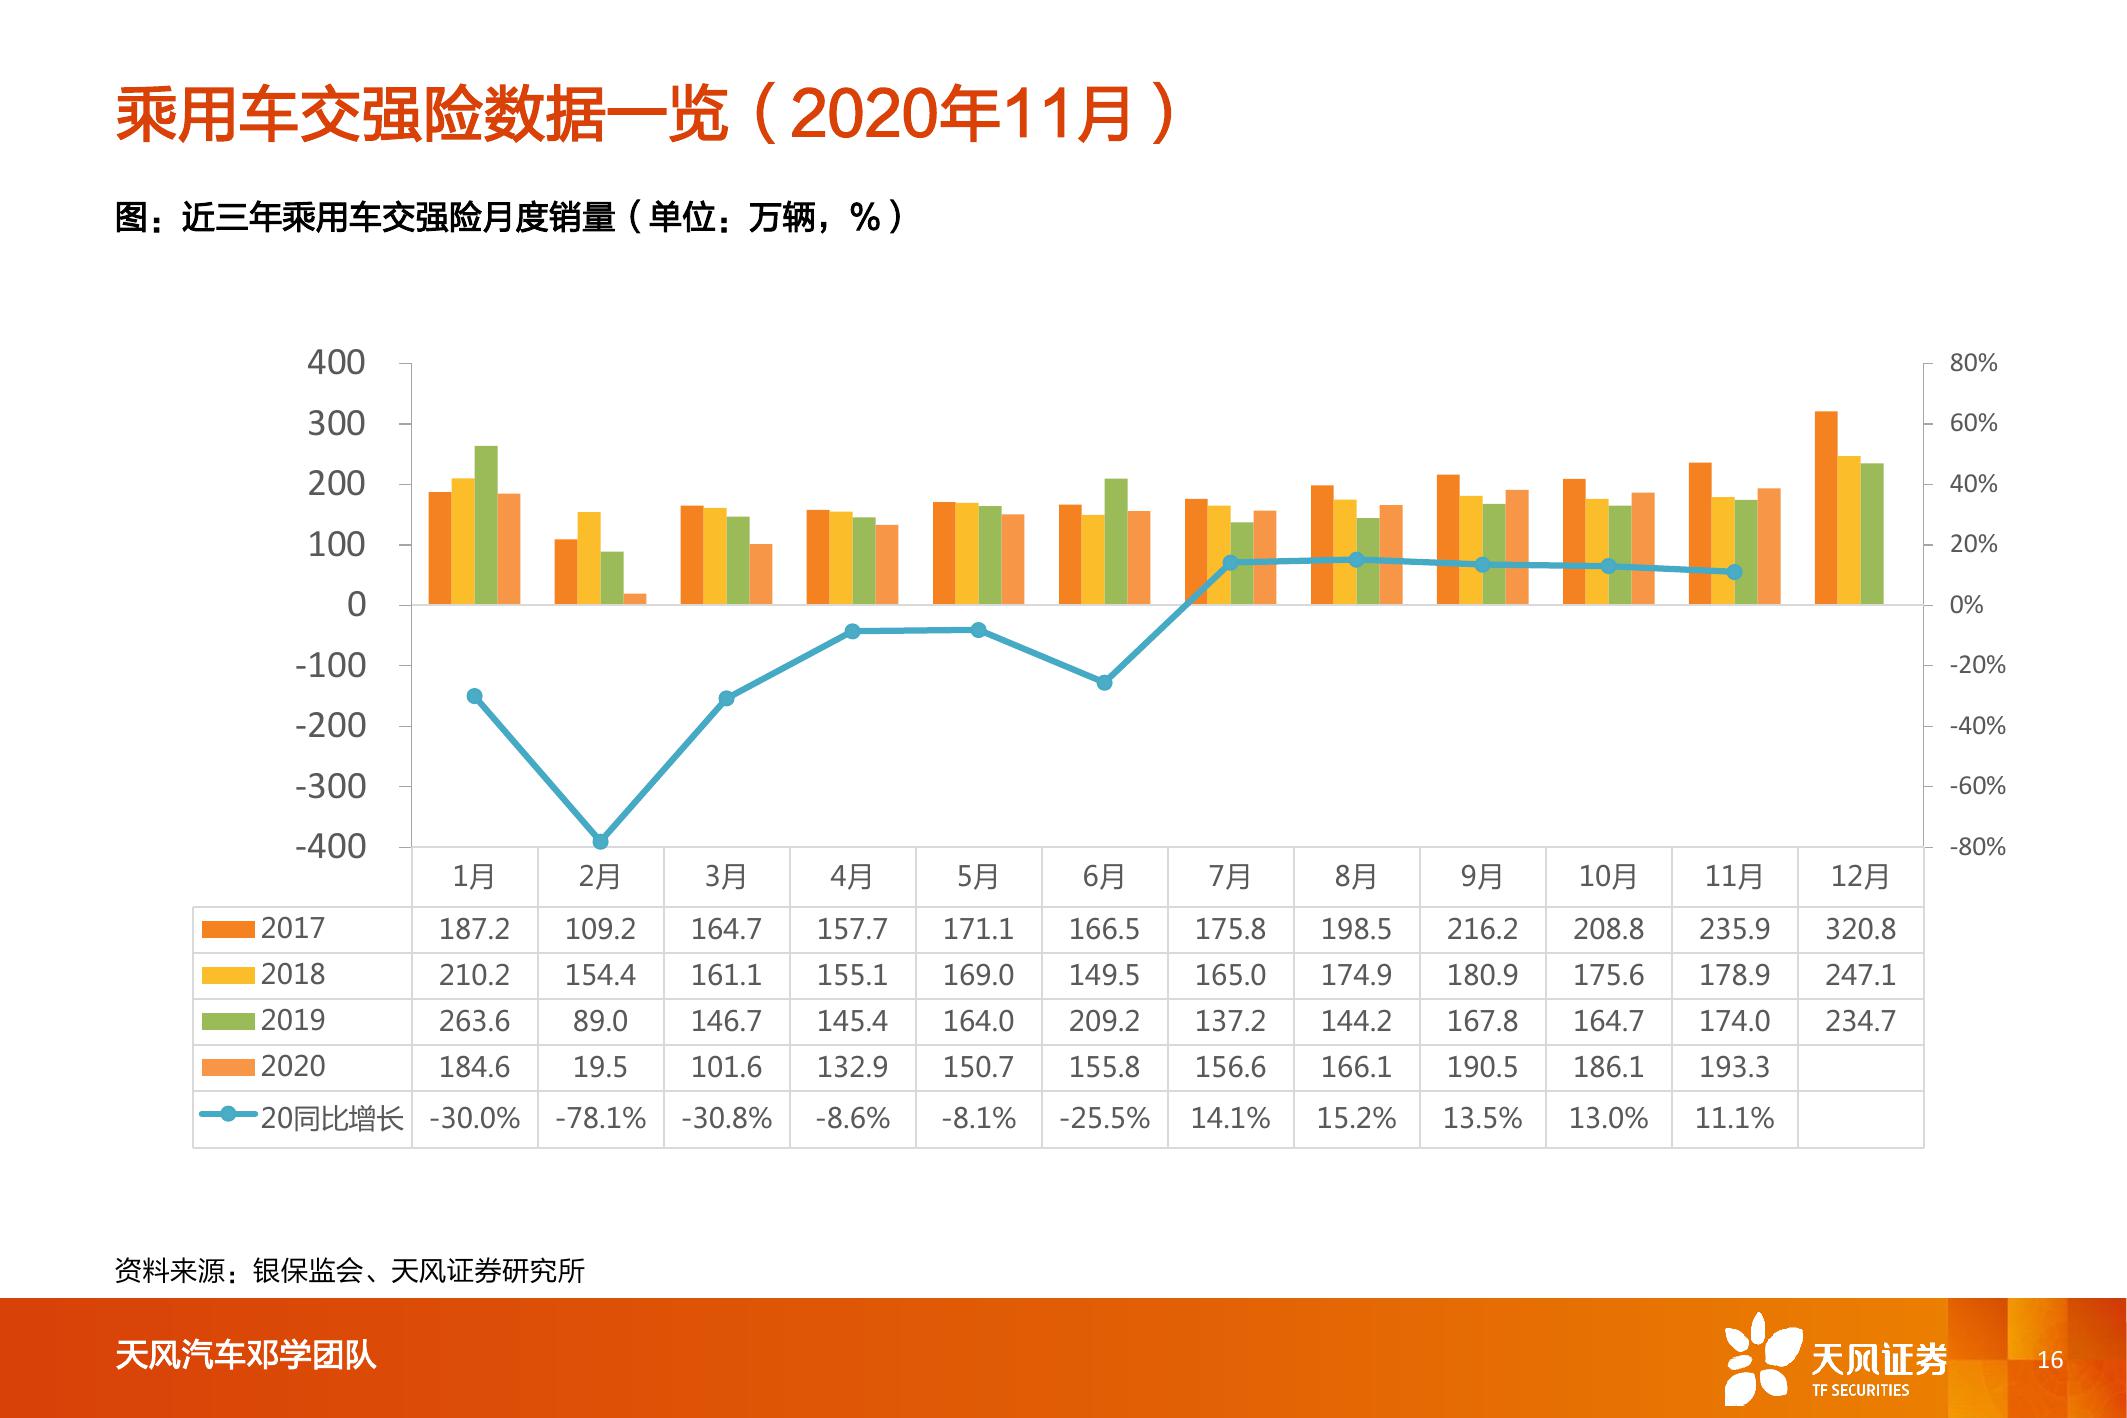 乘用车交强险数据一览（2020年11月）
图：近三年乘用车交强险月度销量（单位：万辆，%）
400
300
200
100
0
-100
-200
-300
-400
80%
60%
40%
20%
0%
-20%
-40%
-60%
-80%
1月 2月 3月 4月 5月 6月 7月 8月 9月 10月 11月 12月
2017 187.2 109.2 164.7 157.7 171.1 166.5 175.8 198.5 216.2 208.8 235.9 320.8
2018 210.2 154.4 161.1 155.1 169.0 149.5 165.0 174.9 180.9 175.6 178.9 247.1
2019 263.6 89.0 146.7 145.4 164.0 209.2 137.2 144.2 167.8 164.7 174.0 234.7
2020 184.6 19.5 101.6 132.9 150.7 155.8 156.6 166.1 190.5 186.1 193.3
20同比增长 -30.0% -78.1% -30.8% -8.6% -8.1% -25.5% 14.1% 15.2% 13.5% 13.0% 11.1%
资料来源：银保监会、天风证券研究所
天风汽车邓学团队
天风证券
TF SECURITIES
16